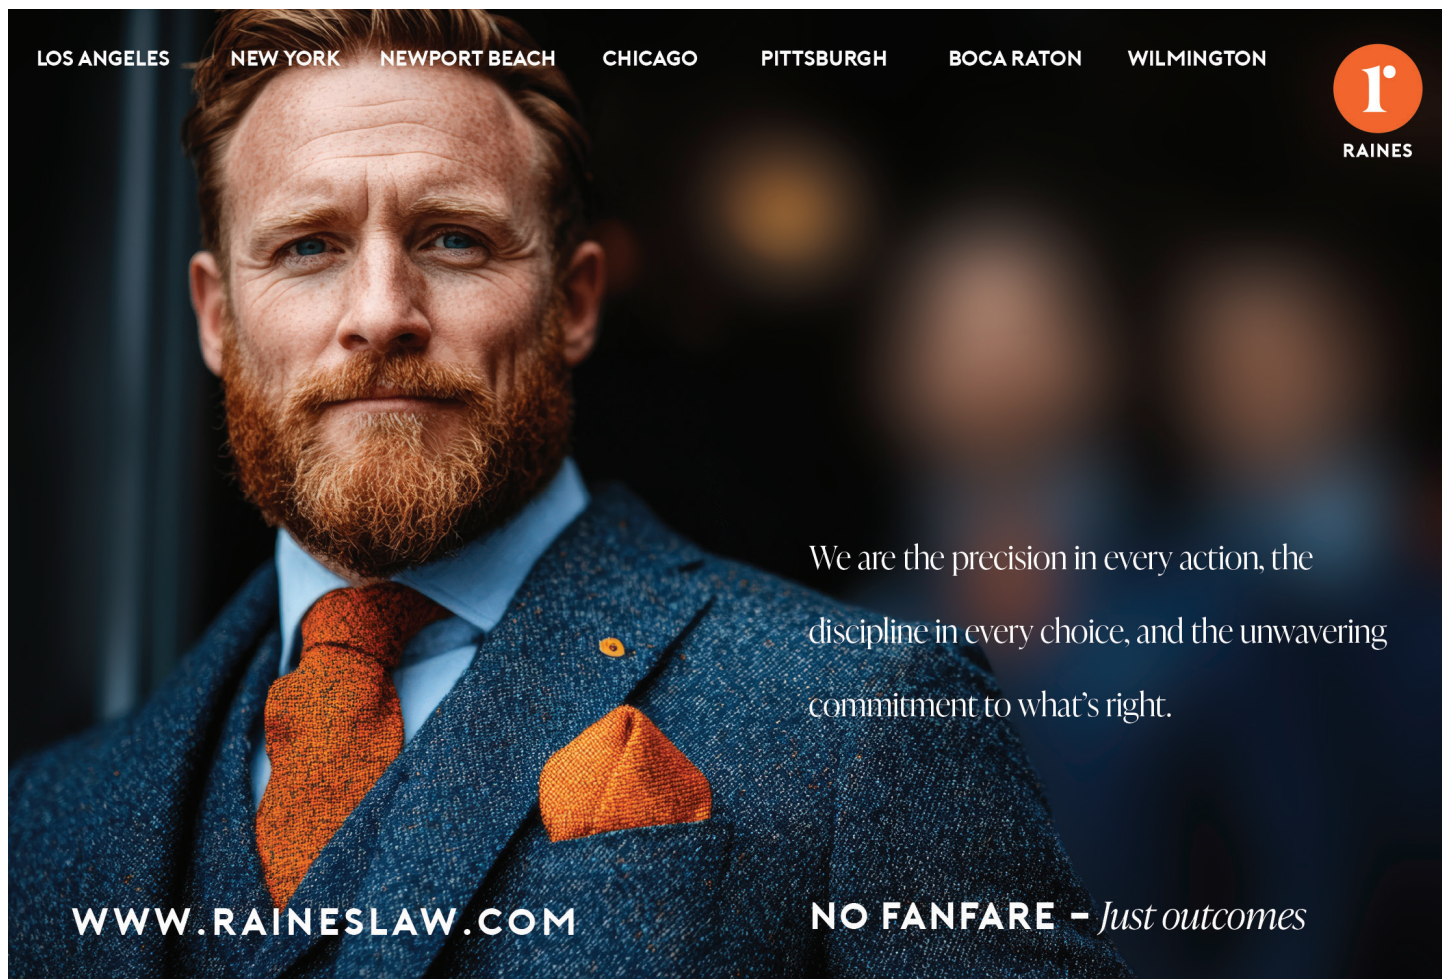 LOS ANGELES NEW YORK NEWPORT BEACH CHICAGO PITTSBURGH BOCA RATON WILMINGTON
r
RAINES
We are the precision in every action, the
discipline in every choice, and the unwavering
commitment to what’s right.
WWW.RAINESLAW.COM
NO FANFARE – Just outcomes